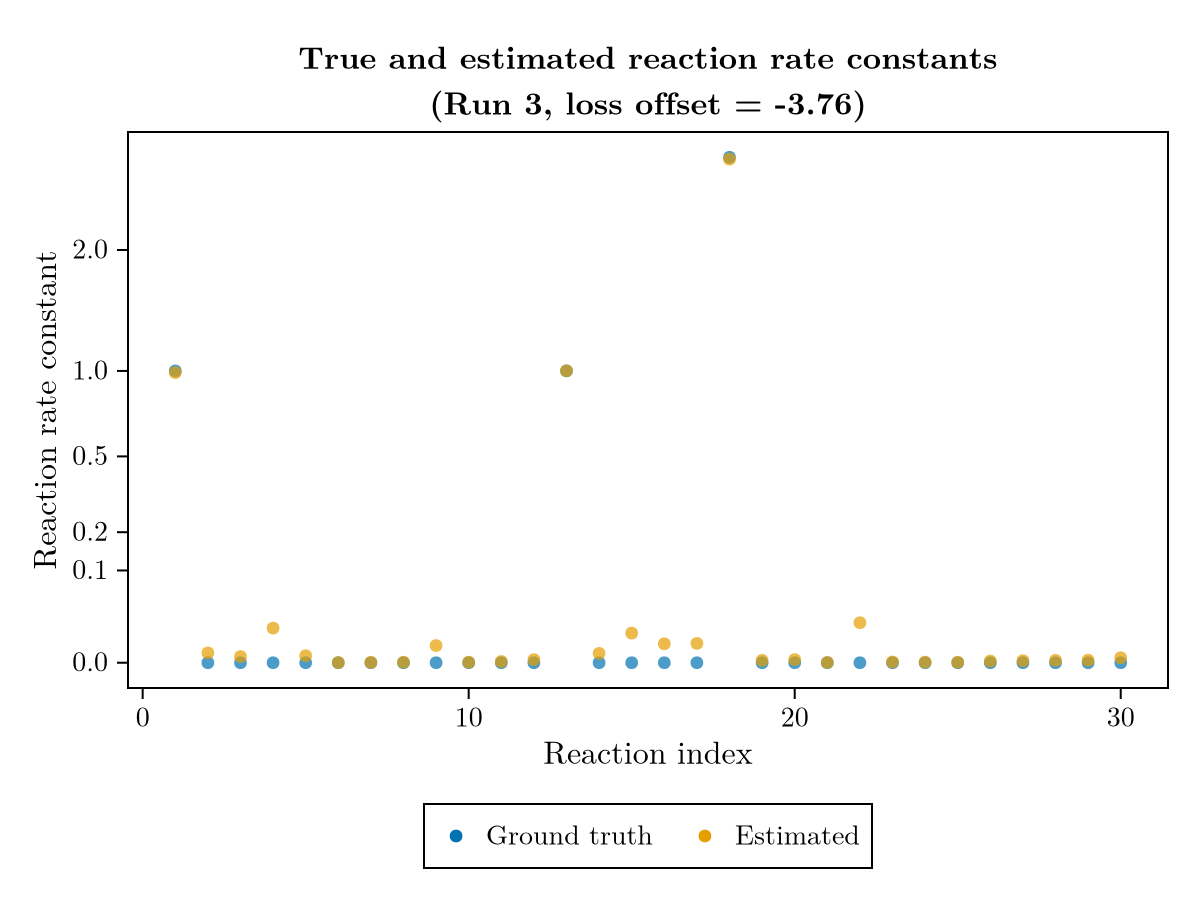 True and estimated reaction rate constants
(Run 3, loss offset = -3.76)
Reaction rate constant
2.0
1.0
0.5
0.2
0.1
0.0
0 10 20 30
Reaction index
Ground truth Estimated